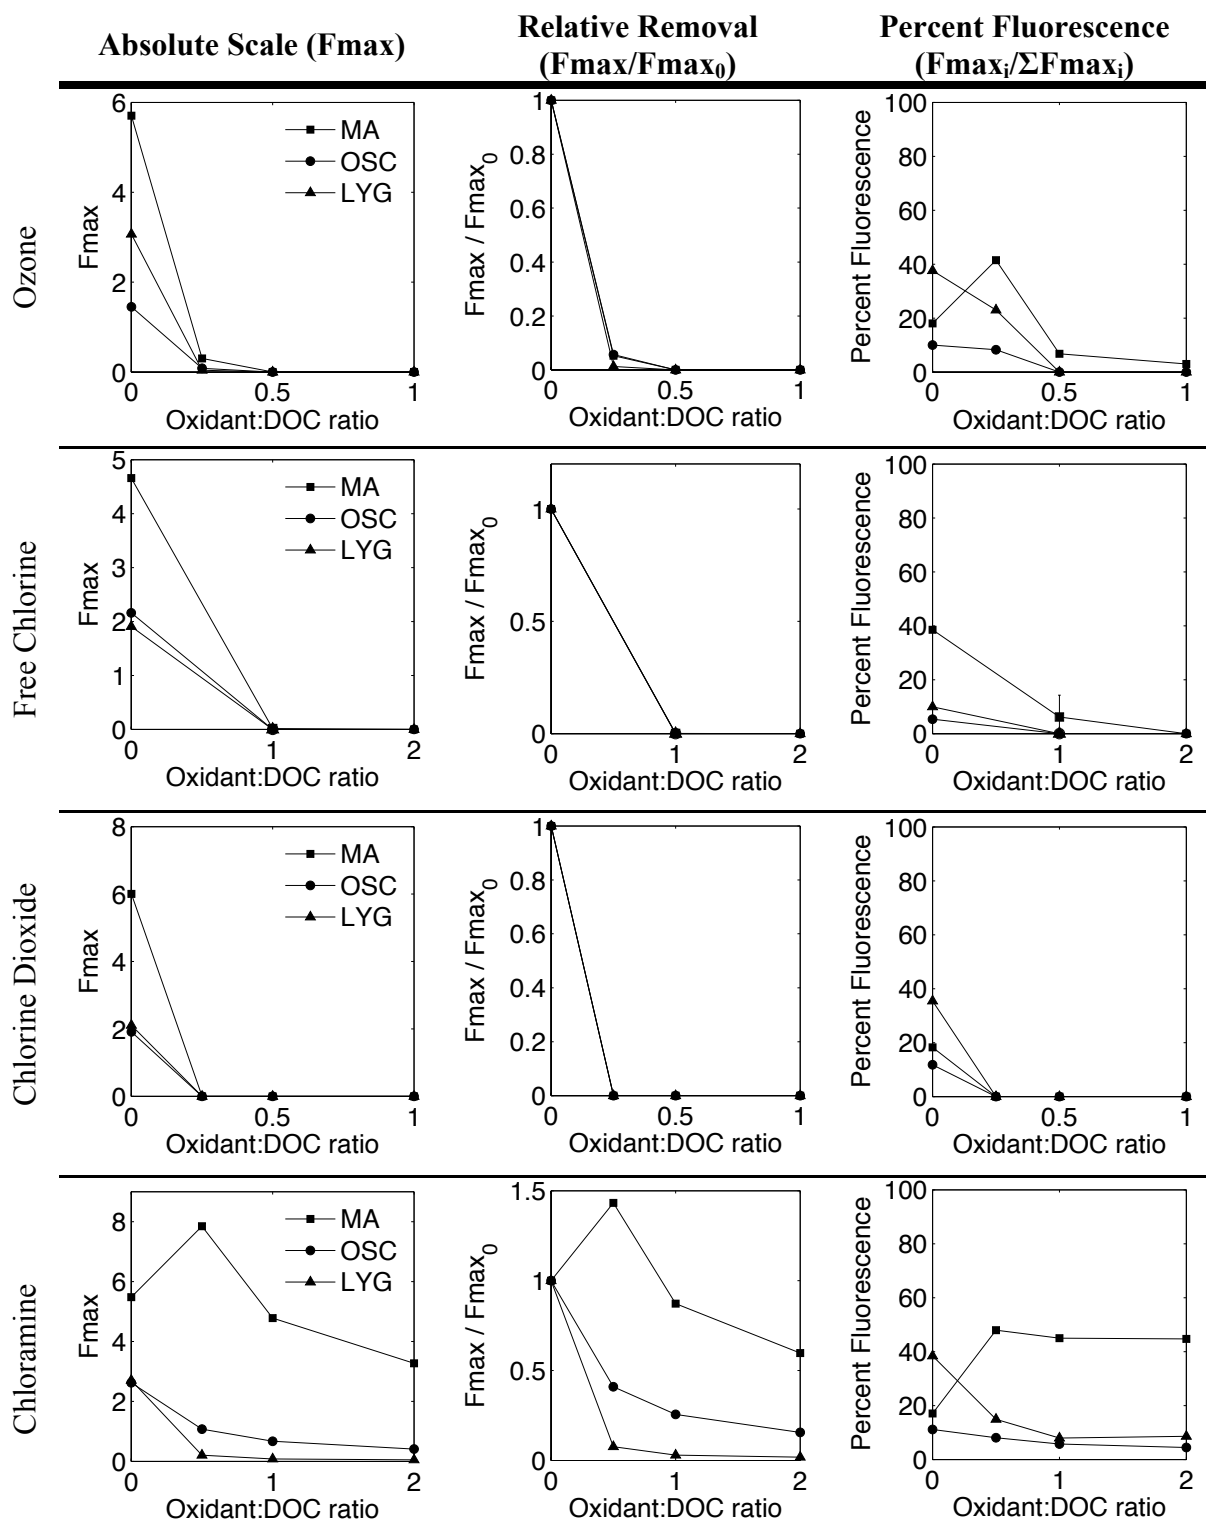 Absolute Scale (Fmax)
Relative Removal
(Fmax/Fmax₀)
Percent Fluorescence
(Fmaxᵢ/ΣFmaxᵢ)
Ozone
6
4
2
0
Fmax
MA
OSC
LYG
0
0.5
1
Oxidant:DOC ratio
1
0.8
0.6
0.4
0.2
0
Fmax / Fmax₀
0
0.5
1
Oxidant:DOC ratio
100
80
60
40
20
0
Percent Fluorescence
0
0.5
1
Oxidant:DOC ratio
Free Chlorine
5
4
3
2
1
0
Fmax
MA
OSC
LYG
0
1
2
Oxidant:DOC ratio
1
0.5
0
Fmax / Fmax₀
0
1
2
Oxidant:DOC ratio
100
80
60
40
20
0
Percent Fluorescence
0
1
2
Oxidant:DOC ratio
Chlorine Dioxide
8
6
4
2
0
Fmax
MA
OSC
LYG
0
0.5
1
Oxidant:DOC ratio
1
0.8
0.6
0.4
0.2
0
Fmax / Fmax₀
0
0.5
1
Oxidant:DOC ratio
100
80
60
40
20
0
Percent Fluorescence
0
0.5
1
Oxidant:DOC ratio
Chloramine
8
6
4
2
0
Fmax
MA
OSC
LYG
0
1
2
Oxidant:DOC ratio
1.5
1
0.5
0
Fmax / Fmax₀
0
1
2
Oxidant:DOC ratio
100
80
60
40
20
0
Percent Fluorescence
0
1
2
Oxidant:DOC ratio